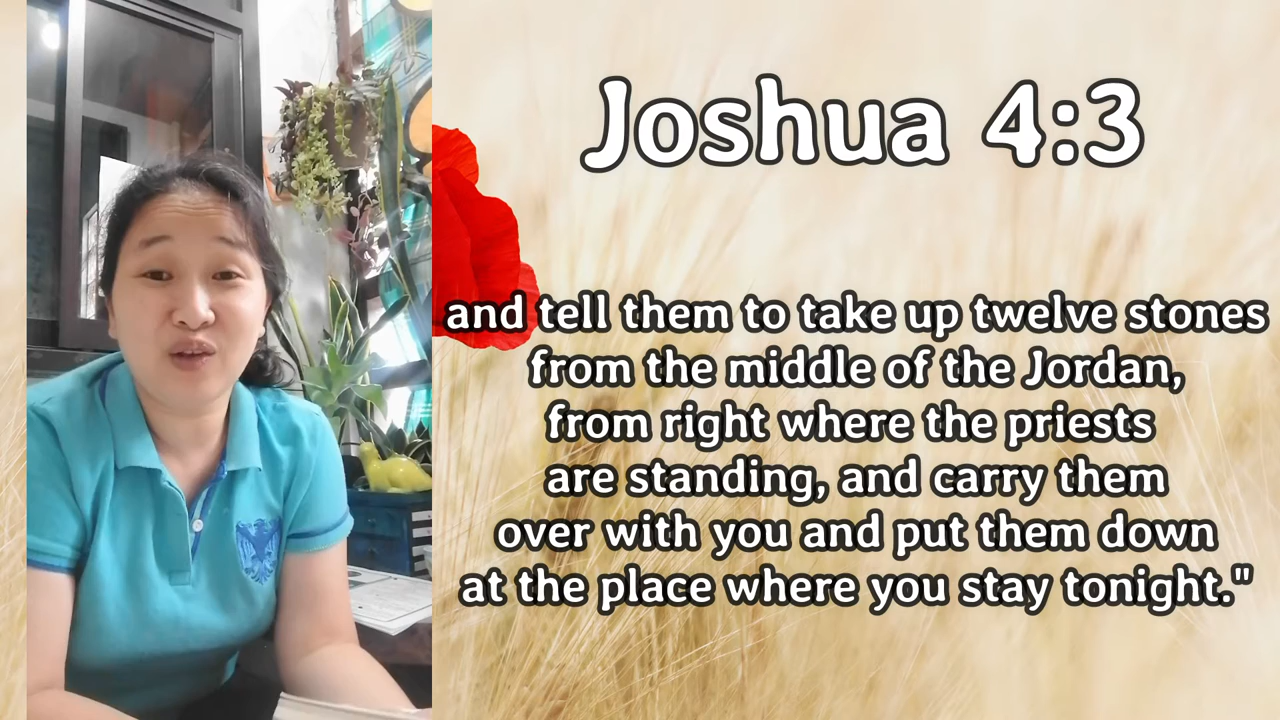 Joshua 4:3
and tell them to take up twelve stones
from the middle of the Jordan,
from right where the priests
are standing, and carry them
over with you and put them down
at the place where you stay tonight."